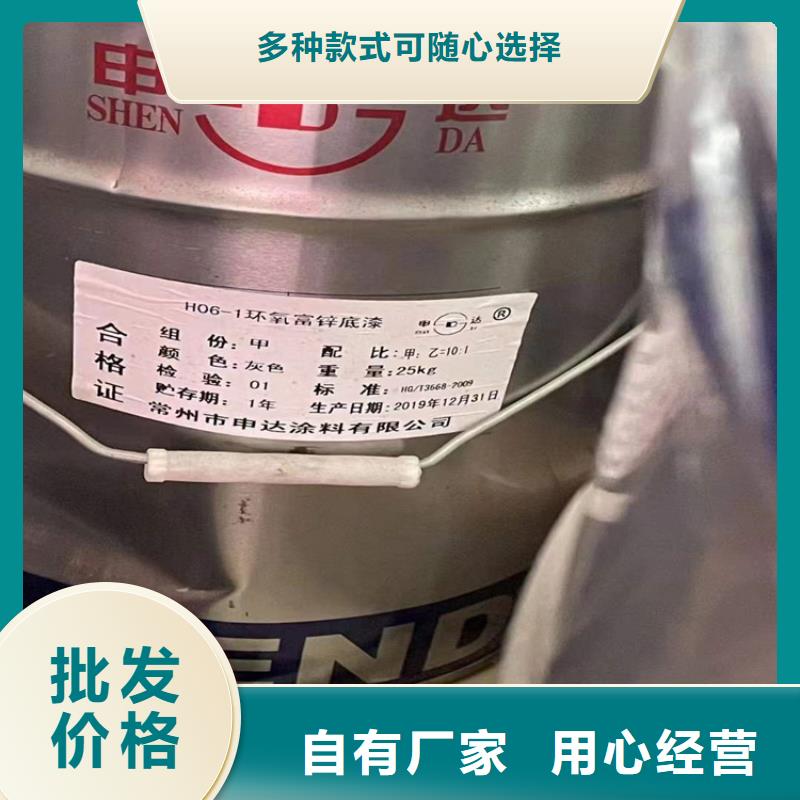 多种款式可随心选择
申 达
SHEN DA
H06-1环氧富锌底漆 申 达 ®
合格证
组 份：甲 配 比：甲：乙=10:1
颜 色：灰色 重 量：25kg
检 验：01 标 准：HG/T3668-2009
贮存期：1年 生产日期：2019年12月31日
常州市申达涂料有限公司
END
批发
价格
自有厂家 用心经营